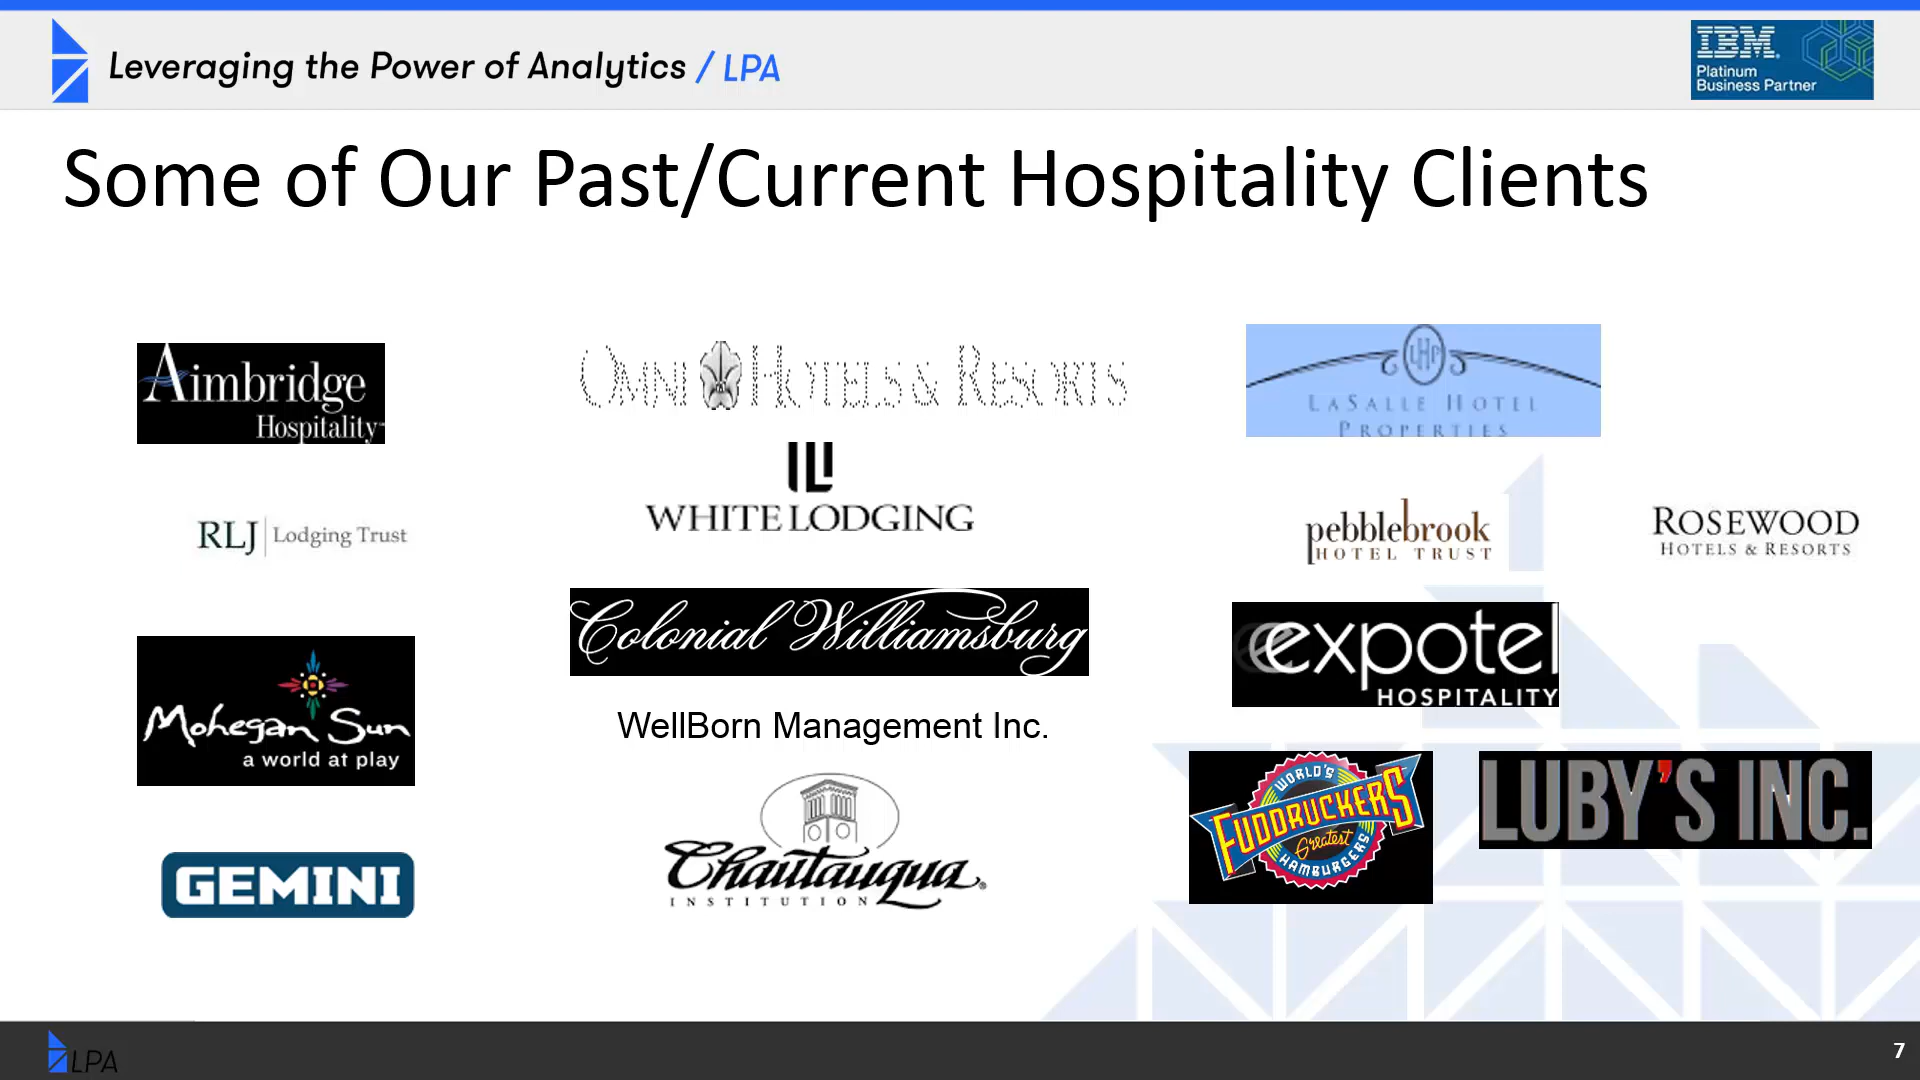 Leveraging the Power of Analytics / LPA
IBM
Platinum
Business Partner
Some of Our Past/Current Hospitality Clients
Aimbridge
Hospitality
OMNI HOTELS & RESORTS
LHP
LASALLE HOTEL
PROPERTIES
WHITE LODGING
RLJ Lodging Trust
pebblebrook
HOTEL TRUST
ROSEWOOD
HOTELS & RESORTS
Colonial Williamsburg
expotel
HOSPITALITY
Mohegan Sun
a world at play
WellBorn Management Inc.
WORLD'S
FUDDRUCKERS
Greatest
HAMBURGERS
LUBY'S INC.
Chautauqua
INSTITUTION
GEMINI
LPA
7